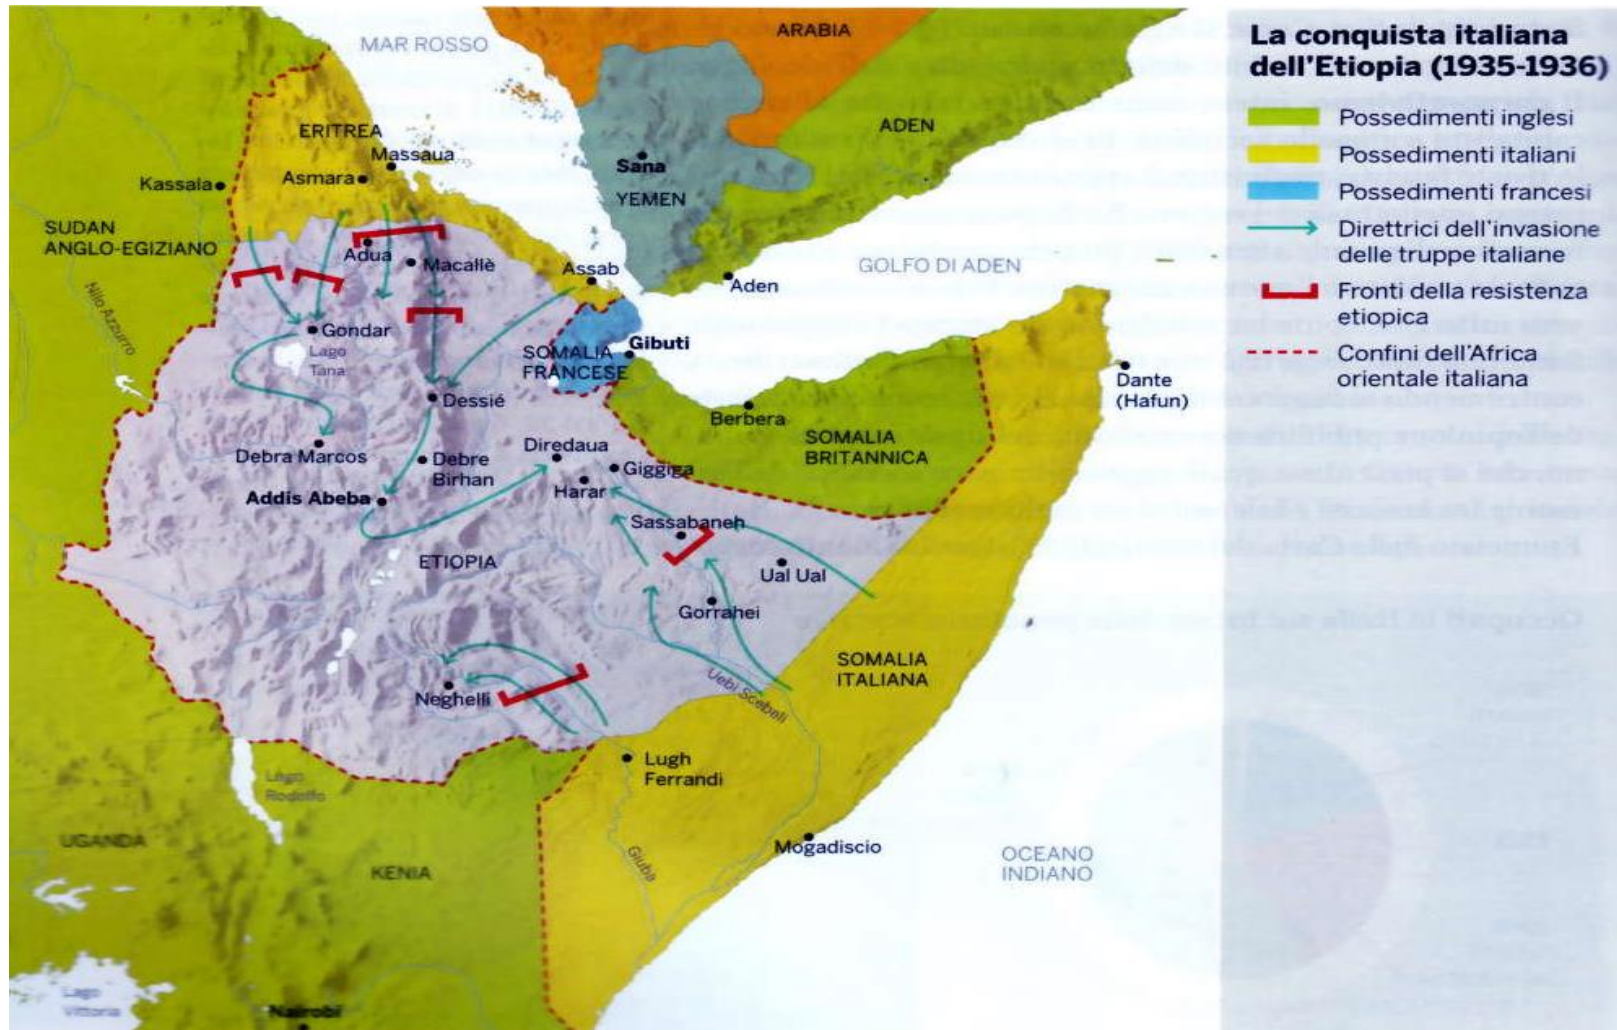 La conquista italiana
dell'Etiopia (1935-1936)
Possedimenti inglesi
Possedimenti italiani
Possedimenti francesi
Direttrici dell'invasione
delle truppe italiane
Fronti della resistenza
etiopica
Confini dell'Africa
orientale italiana
MAR ROSSO
ARABIA
ERITREA
Massaua
Asmara
Kassala
SUDAN
ANGLO-EGIZIANO
Sana
YEMEN
ADEN
Aden
GOLFO DI ADEN
Adua
Macallè
Assab
Nilo Azzurro
Gondar
Lago
Tana
SOMALIA
FRANCESE
Gibuti
Dante
(Hafun)
Dessié
Berbera
SOMALIA
BRITANNICA
Debra Marcos
Debre
Birhan
Diredaua
Giggiga
Harar
Addis Abeba
Sassabaneh
ETIOPIA
Ual Ual
Gorrahei
SOMALIA
ITALIANA
Uebi Scebeli
Neghelli
Lugh
Ferrandi
Lago
Rodolfo
UGANDA
KENIA
Giuba
Mogadiscio
OCEANO
INDIANO
Lago
Vittoria
Nairobi